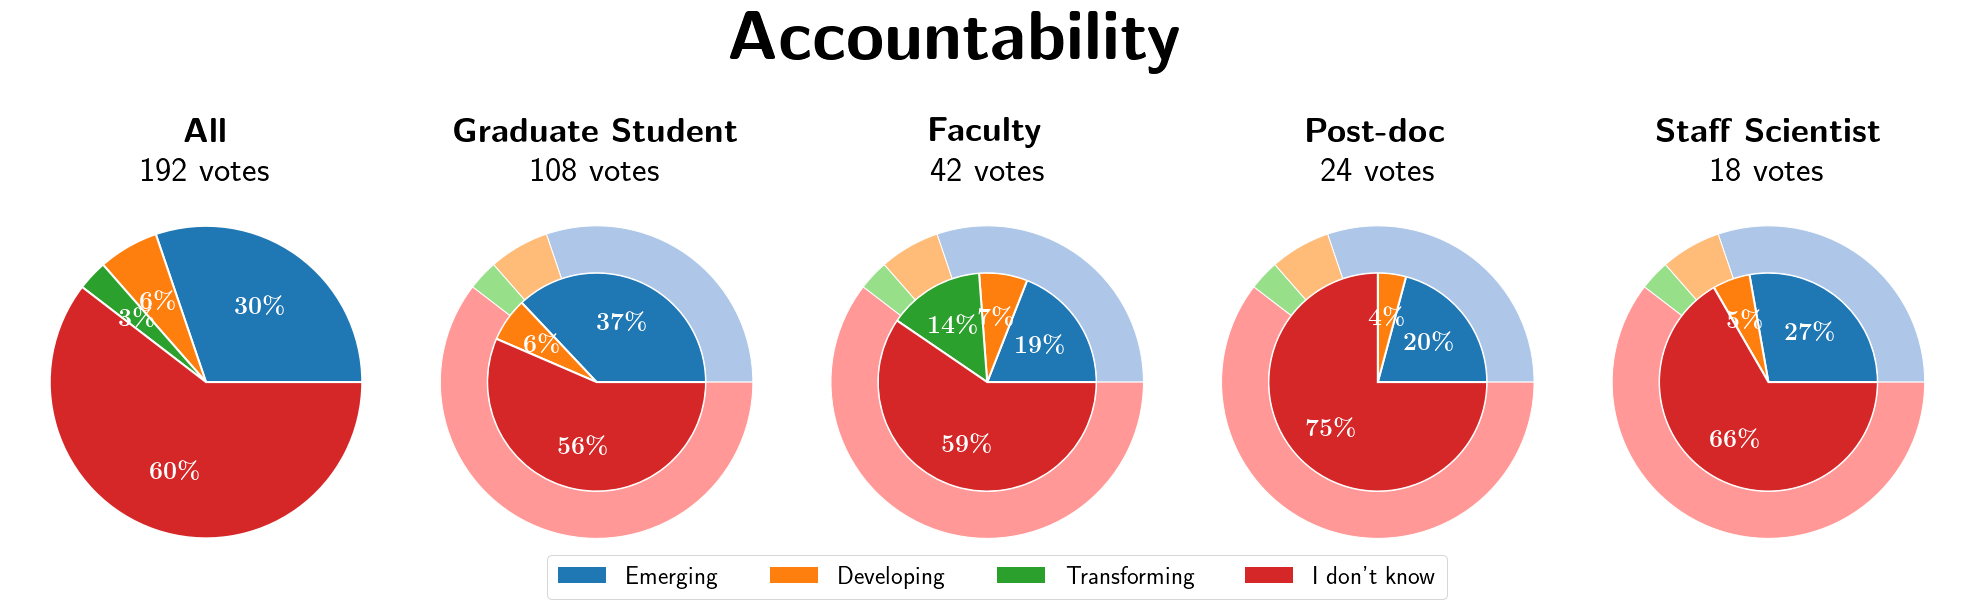 Accountability
All
192 votes
Graduate Student
108 votes
Faculty
42 votes
Post-doc
24 votes
Staff Scientist
18 votes
30%
6%
3%
60%
37%
6%
56%
19%
7%
14%
59%
20%
4%
75%
27%
5%
66%
Emerging
Developing
Transforming
I don't know